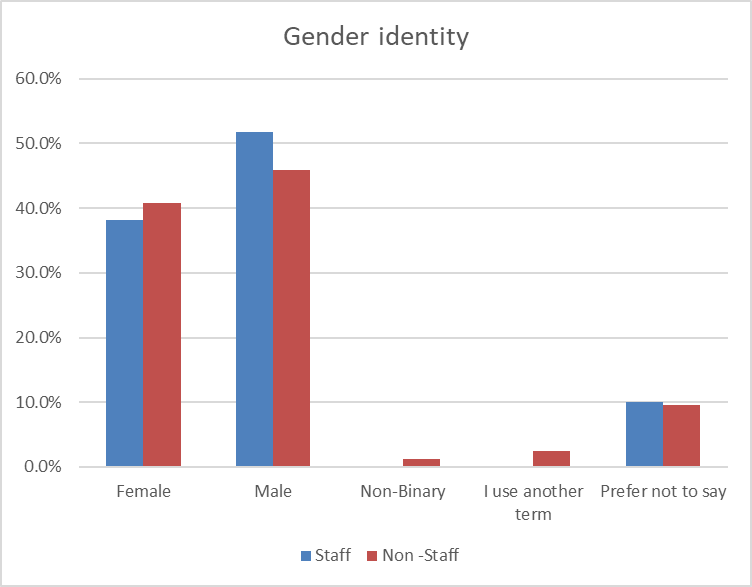 Gender identity
60.0%
50.0%
40.0%
30.0%
20.0%
10.0%
0.0%
Female
Male
Non-Binary
I use another
term
Prefer not to say
Staff
Non -Staff